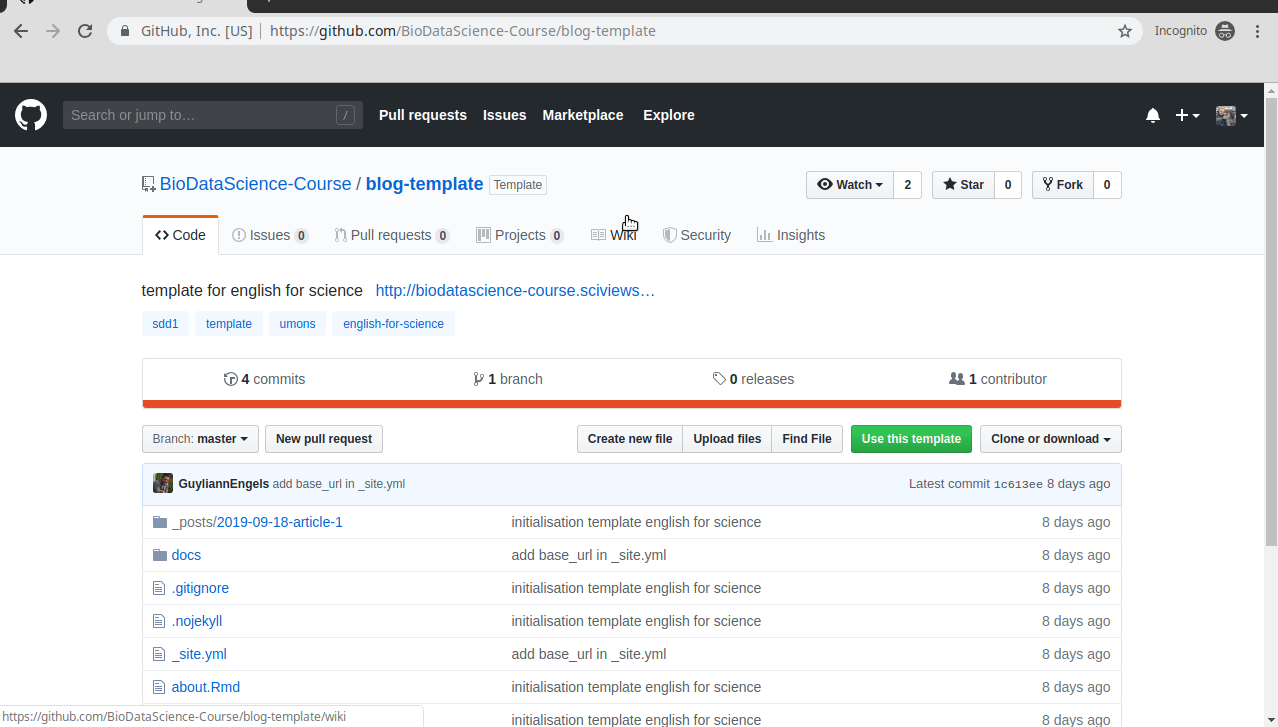 GitHub, Inc. [US] https://github.com/BioDataScience-Course/blog-template Incognito
Search or jump to… / Pull requests Issues Marketplace Explore
BioDataScience-Course / blog-template Template Watch 2 Star 0 Fork 0
Code Issues 0 Pull requests 0 Projects 0 Wiki Security Insights
template for english for science http://biodatascience-course.sciviews…
sdd1 template umons english-for-science
4 commits 1 branch 0 releases 1 contributor
Branch: master New pull request Create new file Upload files Find File Use this template Clone or download
GuyliannEngels add base_url in _site.yml Latest commit 1c613ee 8 days ago
_posts/2019-09-18-article-1 initialisation template english for science 8 days ago
docs add base_url in _site.yml 8 days ago
.gitignore initialisation template english for science 8 days ago
.nojekyll initialisation template english for science 8 days ago
_site.yml add base_url in _site.yml 8 days ago
about.Rmd initialisation template english for science 8 days ago
initialisation template english for science 8 days ago
https://github.com/BioDataScience-Course/blog-template/wiki